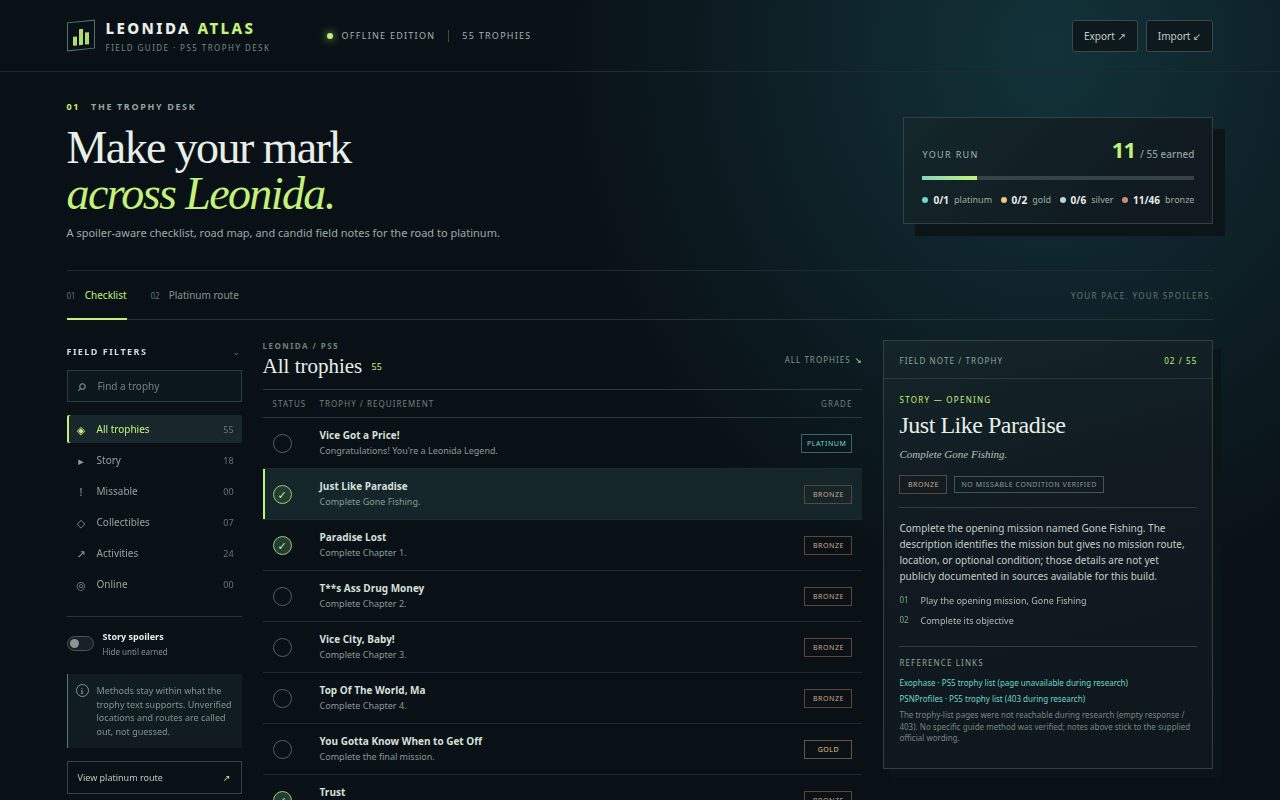 LEONIDA ATLAS
FIELD GUIDE · PS5 TROPHY DESK
OFFLINE EDITION
55 TROPHIES
Export ↗
Import ↙
01 THE TROPHY DESK
Make your mark
across Leonida.
A spoiler-aware checklist, road map, and candid field notes for the road to platinum.
YOUR RUN
11 / 55 earned
0/1 platinum
0/2 gold
0/6 silver
11/46 bronze
01 Checklist
02 Platinum route
YOUR PACE. YOUR SPOILERS.
FIELD FILTERS
Find a trophy
All trophies 55
Story 18
! Missable 00
Collectibles 07
Activities 24
Online 00
Story spoilers
Hide until earned
Methods stay within what the
trophy text supports. Unverified
locations and routes are called
out, not guessed.
View platinum route ↗
LEONIDA / PS5
All trophies 55
ALL TROPHIES ↘
STATUS TROPHY / REQUIREMENT GRADE
Vice Got a Price!
Congratulations! You're a Leonida Legend.
PLATINUM
Just Like Paradise
Complete Gone Fishing.
BRONZE
Paradise Lost
Complete Chapter 1.
BRONZE
T**s Ass Drug Money
Complete Chapter 2.
BRONZE
Vice City, Baby!
Complete Chapter 3.
BRONZE
Top Of The World, Ma
Complete Chapter 4.
BRONZE
You Gotta Know When to Get Off
Complete the final mission.
GOLD
Trust
BRONZE
FIELD NOTE / TROPHY 02 / 55
STORY — OPENING
Just Like Paradise
Complete Gone Fishing.
BRONZE
NO MISSABLE CONDITION VERIFIED
Complete the opening mission named Gone Fishing. The
description identifies the mission but gives no mission route,
location, or optional condition; those details are not yet
publicly documented in sources available for this build.
01 Play the opening mission, Gone Fishing
02 Complete its objective
REFERENCE LINKS
Exophase · PS5 trophy list (page unavailable during research)
PSNProfiles · PS5 trophy list (403 during research)
The trophy-list pages were not reachable during research (empty response /
403). No specific guide method was verified; notes above stick to the supplied
official wording.